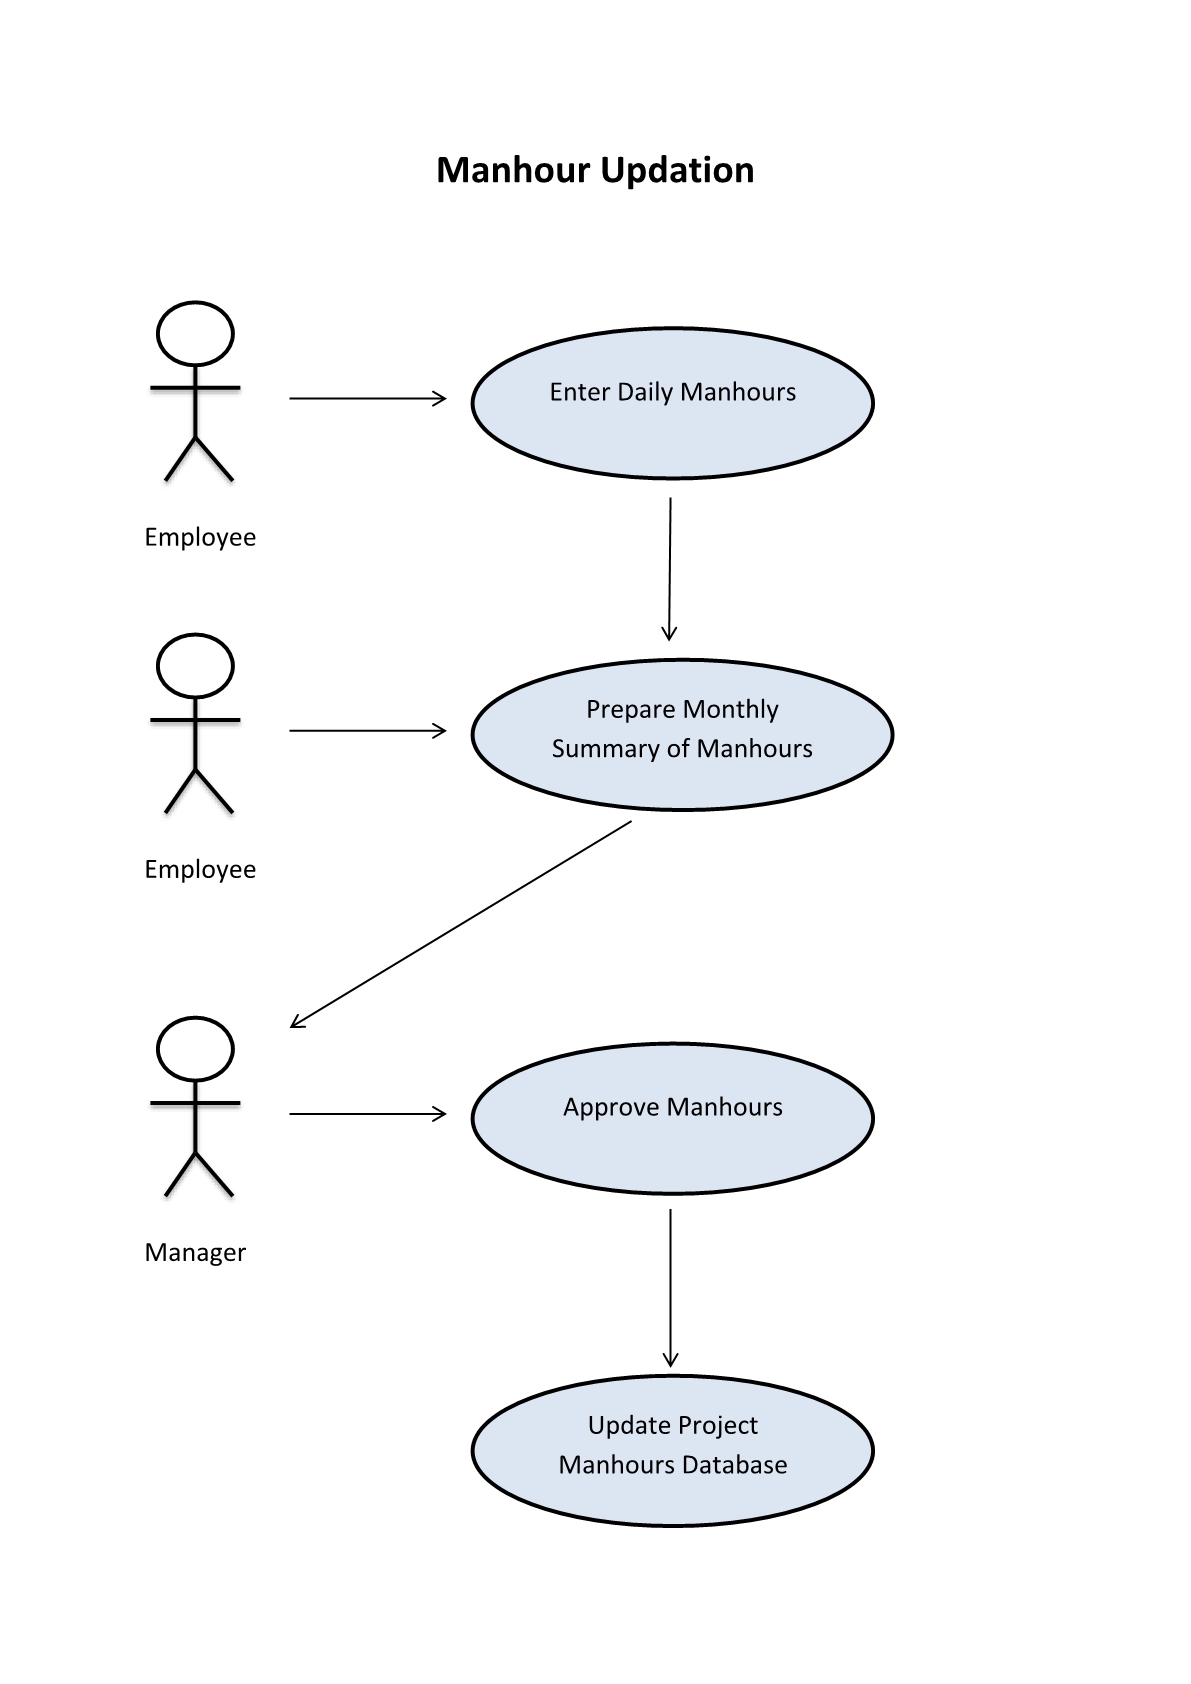 Manhour Updation
Enter Daily Manhours
Employee
Prepare Monthly
Summary of Manhours
Employee
Approve Manhours
Manager
Update Project
Manhours Database